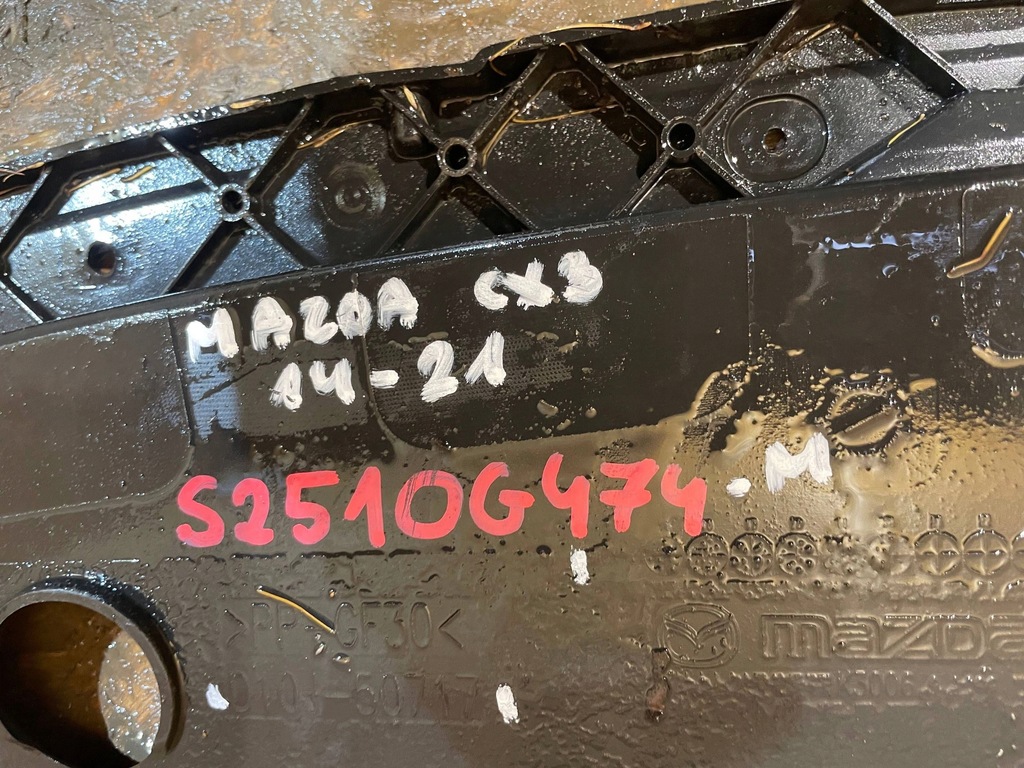 MAZDA CX3
14-21
S2510G474.M
>PP-GF30<
mazda